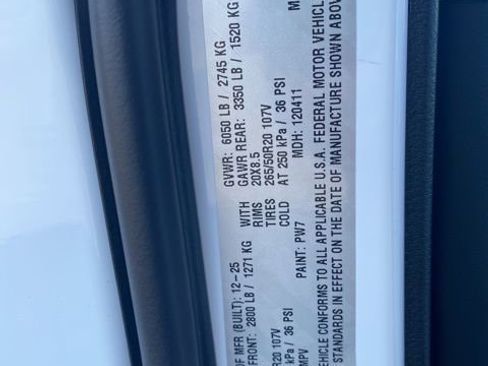 F MFR (BUILT): 12-25 GVWR: 6050 LB / 2745 KG
FRONT: 2800 LB / 1271 KG WITH GAWR REAR: 3350 LB / 1520 KG
RIMS 20X8.5
R20 107V TIRES 265/50R20 107V
kPa / 36 PSI COLD AT 250 kPa / 36 PSI
MPV PAINT: PW7 MDH: 120411 M
VEHICLE CONFORMS TO ALL APPLICABLE U.S.A. FEDERAL MOTOR VEHICL
STANDARDS IN EFFECT ON THE DATE OF MANUFACTURE SHOWN ABOV